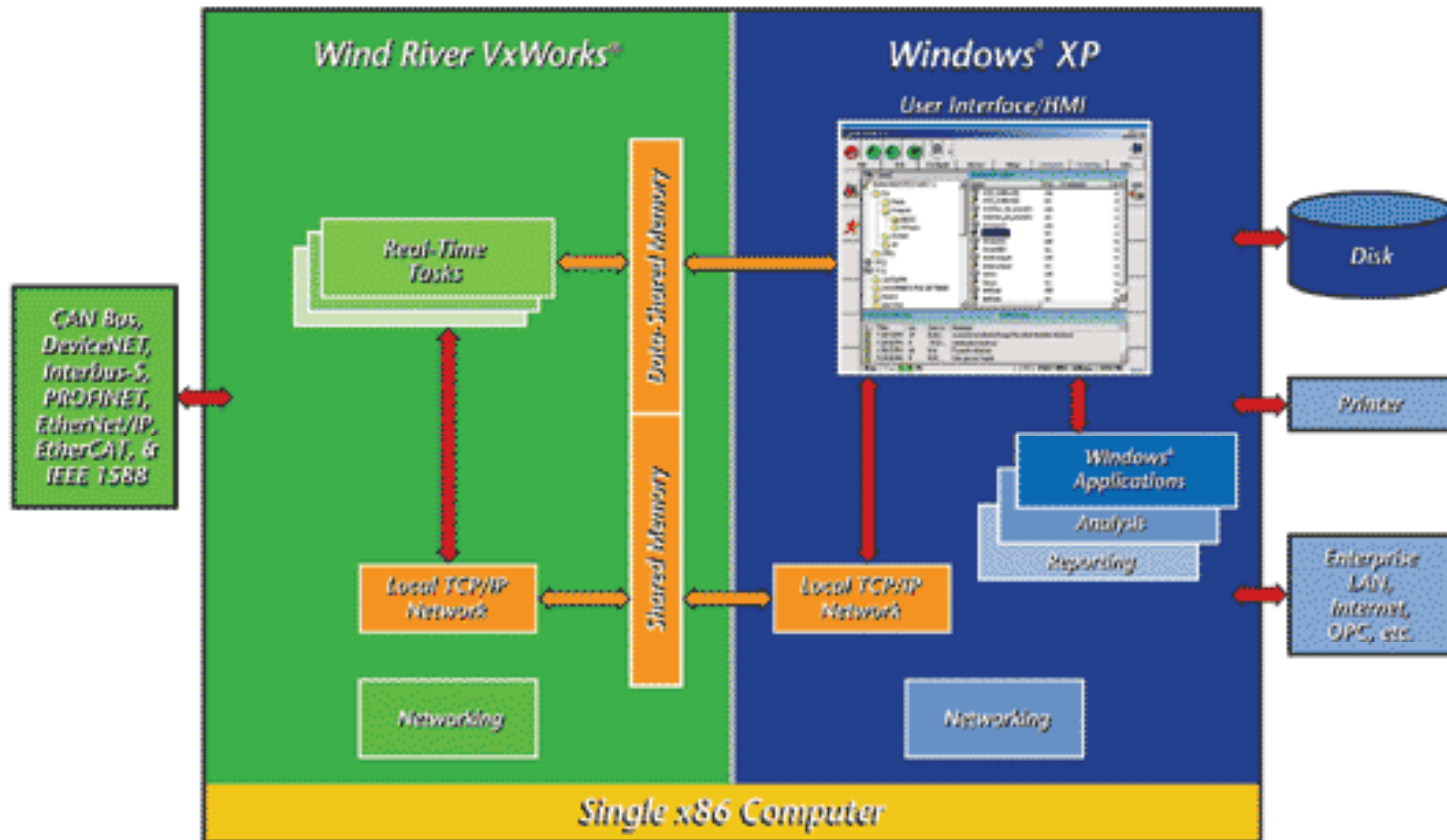 Wind River VxWorks®
Windows® XP
User Interface/HMI
Real-Time
Tasks
Data-Shared Memory
Shared Memory
CAN Bus,
DeviceNET,
Interbus-S,
PROFINET,
EtherNet/IP,
EtherCAT, &
IEEE 1588
Disk
Printer
Windows®
Applications
Analysis
Reporting
Enterprise
LAN,
Internet,
OPC, etc.
Local TCP/IP
Network
Local TCP/IP
Network
Networking
Networking
Single x86 Computer